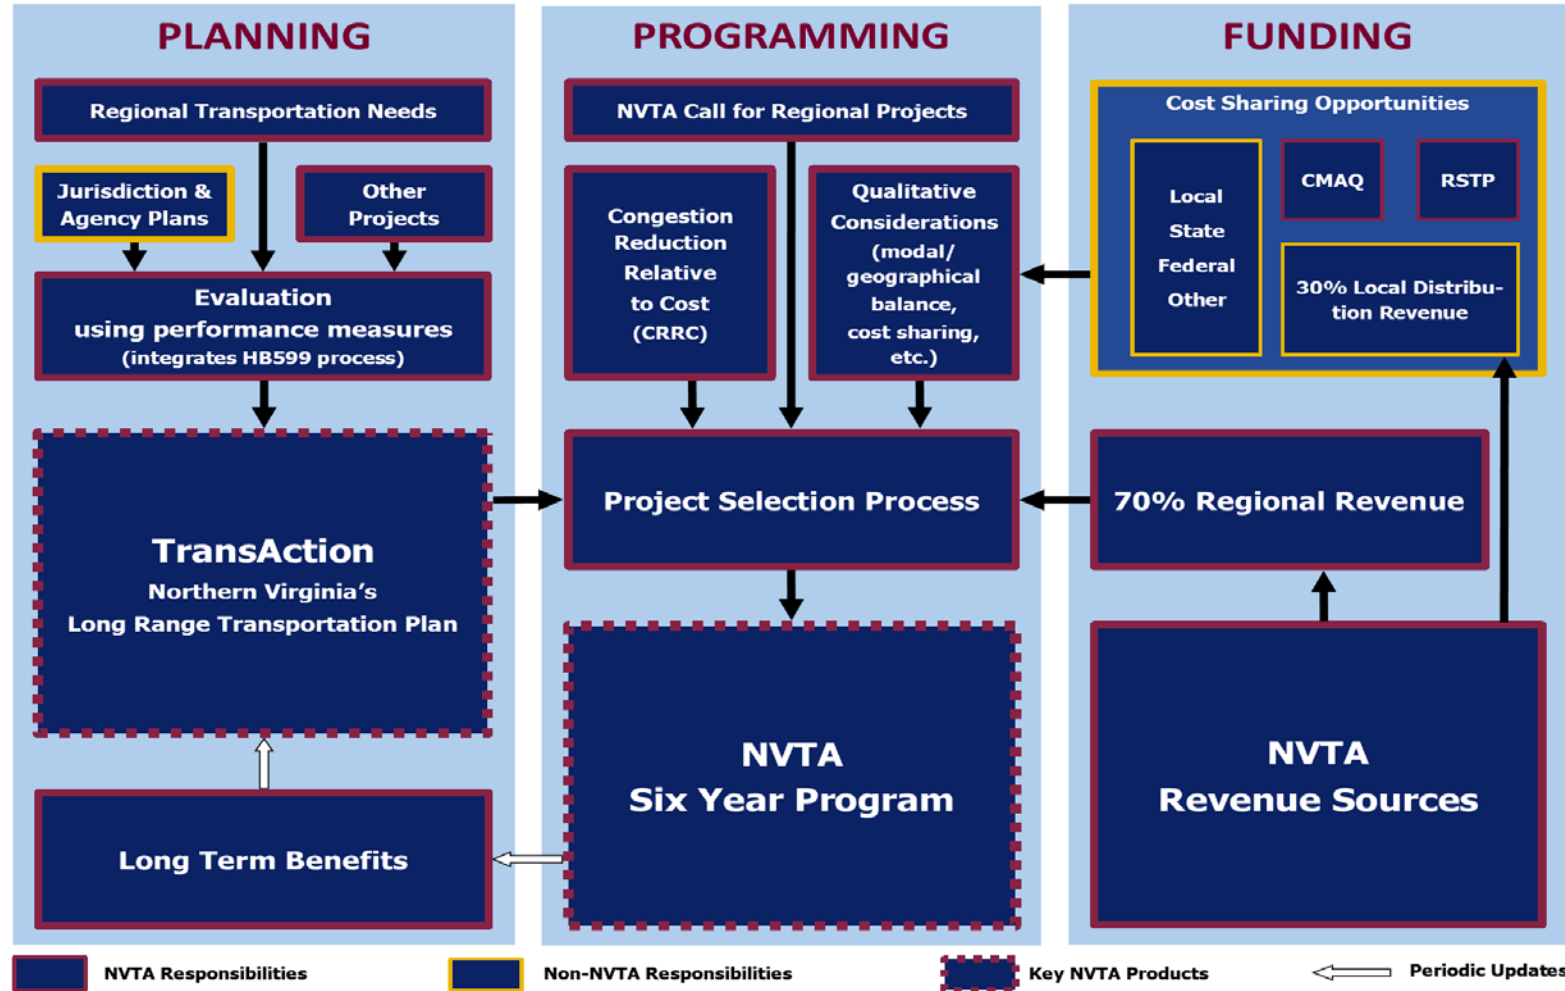 PLANNING
Regional Transportation Needs
Jurisdiction &
Agency Plans
Other
Projects
Evaluation
using performance measures
(integrates HB599 process)
TransAction
Northern Virginia’s
Long Range Transportation Plan
Long Term Benefits
PROGRAMMING
NVTA Call for Regional Projects
Congestion
Reduction
Relative
to Cost
(CRRC)
Qualitative
Considerations
(modal/
geographical
balance,
cost sharing,
etc.)
Project Selection Process
NVTA
Six Year Program
FUNDING
Cost Sharing Opportunities
Local
State
Federal
Other
CMAQ
RSTP
30% Local Distribu-
tion Revenue
70% Regional Revenue
NVTA
Revenue Sources
NVTA Responsibilities
Non-NVTA Responsibilities
Key NVTA Products
Periodic Updates